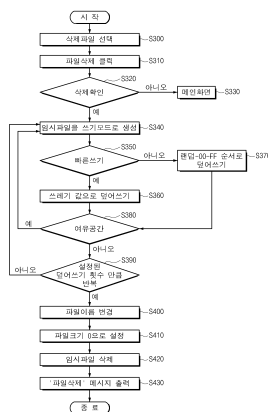 시 작
삭제파일 선택
S300
파일삭제 클릭
S310
삭제확인
S320
아니오
메인화면
S330
예
임시파일을 쓰기모드로 생성
S340
빠른쓰기
S350
아니오
랜덤-00-FF 순서로
덮어쓰기
S370
예
쓰레기 값으로 덮어쓰기
S360
여유공간
S380
예
아니오
설정된
덮어쓰기 횟수 만큼
반복
S390
아니오
예
파일이름 변경
S400
파일크기 0으로 설정
S410
임시파일 삭제
S420
'파일삭제' 메시지 출력
S430
종 료